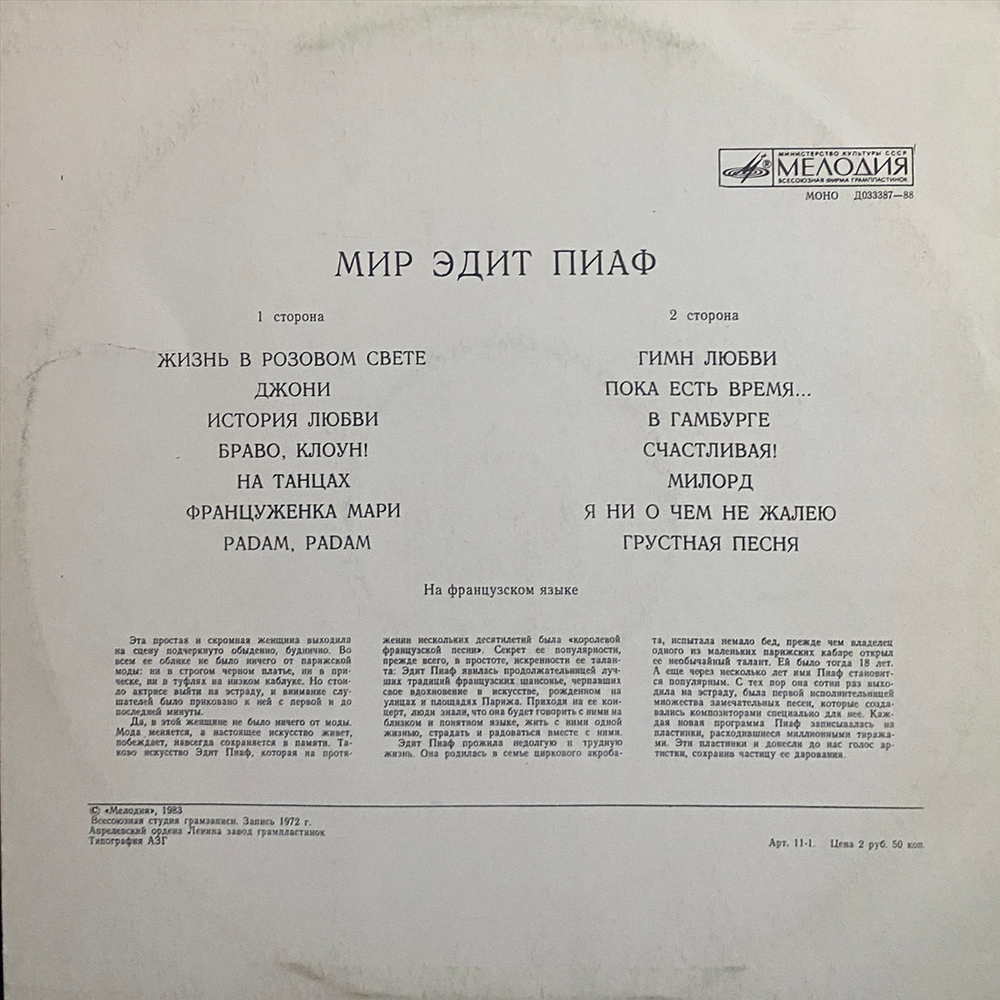 МИНИСТЕРСТВО КУЛЬТУРЫ СССР
МЕЛОДИЯ
ВСЕСОЮЗНАЯ ФИРМА ГРАМПЛАСТИНОК
МОНО Д033387—88
МИР ЭДИТ ПИАФ
1 сторона
ЖИЗНЬ В РОЗОВОМ СВЕТЕ
ДЖОНИ
ИСТОРИЯ ЛЮБВИ
БРАВО, КЛОУН!
НА ТАНЦАХ
ФРАНЦУЖЕНКА МАРИ
PADAM, PADAM
2 сторона
ГИМН ЛЮБВИ
ПОКА ЕСТЬ ВРЕМЯ...
В ГАМБУРГЕ
СЧАСТЛИВАЯ!
МИЛОРД
Я НИ О ЧЕМ НЕ ЖАЛЕЮ
ГРУСТНАЯ ПЕСНЯ
На французском языке
Эта простая и скромная женщина выходила
на сцену подчеркнуто обыденно, буднично. Во
всем ее облике не было ничего от парижской
моды: ни в строгом черном платье, ни в при-
ческе, ни в туфлях на низком каблуке. Но стои-
ло актрисе выйти на эстраду, и внимание слу-
шателей было приковано к ней с первой и до
последней минуты.
Да, в этой женщине не было ничего от моды.
Мода меняется, а настоящее искусство живет,
побеждает, навсегда сохраняется в памяти. Та-
ково искусство Эдит Пиаф, которая на протя-
жении нескольких десятилетий была «королевой
французской песни». Секрет ее популярности,
прежде всего, в простоте, искренности ее талан-
та: Эдит Пиаф явилась продолжательницей луч-
ших традиций французских шансонье, черпавших
свое вдохновение в искусстве, рожденном на
улицах и площадях Парижа. Приходя на ее кон-
церт, люди знали, что она будет говорить с ними на
близком и понятном языке, жить с ними одной
жизнью, страдать и радоваться вместе с ними.
Эдит Пиаф прожила недолгую и трудную
жизнь. Она родилась в семье циркового акроба-
та, испытала немало бед, прежде чем владелец
одного из маленьких парижских кабаре открыл
ее необычайный талант. Ей было тогда 18 лет.
А еще через несколько лет имя Пиаф становит-
ся популярным. С тех пор она сотни раз выхо-
дила на эстраду, была первой исполнительницей
множества замечательных песен, которые созда-
вались композиторами специально для нее. Каж-
дая новая программа Пиаф записывалась на
пластинки, расходившиеся миллионными тиража-
ми. Эти пластинки и донесли до нас голос ар-
тистки, сохранив частицу ее дарования.
© «Мелодия», 1983
Всесоюзная студия грамзаписи. Запись 1972 г.
Апрелевский ордена Ленина завод грампластинок
Типография АЗГ
Арт. 11-1. Цена 2 руб. 50 коп.